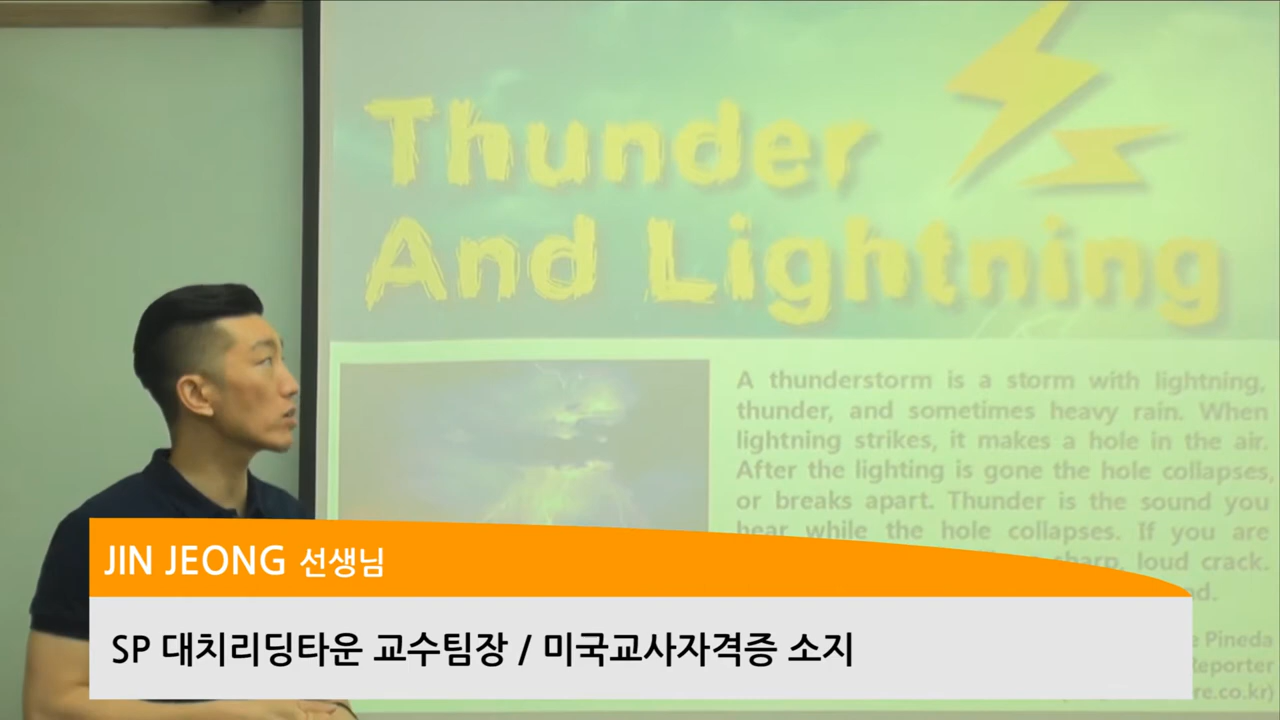 Thunder
And Lightning
A thunderstorm is a storm with lightning,
thunder, and sometimes heavy rain. When
lightning strikes, it makes a hole in the air.
After the lighting is gone the hole collapses,
or breaks apart. Thunder is the sound you
hear while the hole collapses. If you are
sharp, loud crack.
Pineda
Reporter
re.co.kr)
JIN JEONG 선생님
SP 대치리딩타운 교수팀장 / 미국교사자격증 소지